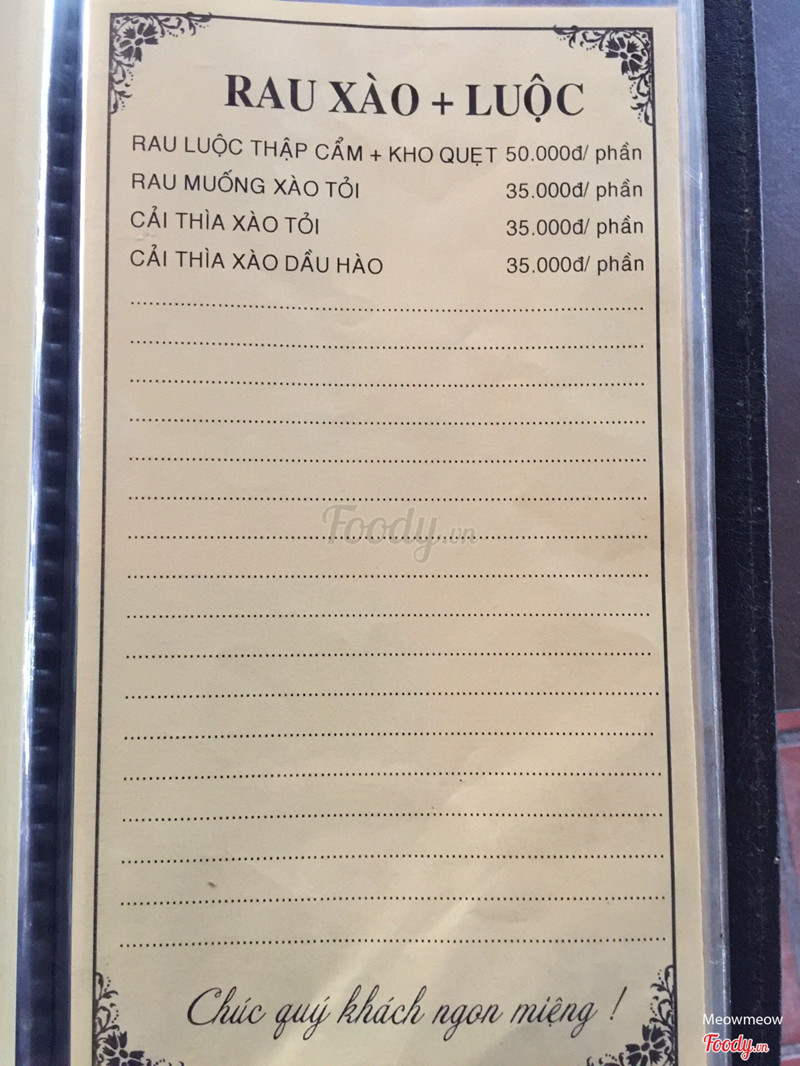 RAU XÀO + LUỘC
RAU LUỘC THẬP CẨM + KHO QUẸT 50.000đ/ phần
RAU MUỐNG XÀO TỎI 35.000đ/ phần
CẢI THÌA XÀO TỎI 35.000đ/ phần
CẢI THÌA XÀO DẦU HÀO 35.000đ/ phần
Foody.vn
Chúc quý khách ngon miệng !
Meowmeow
Foody.vn